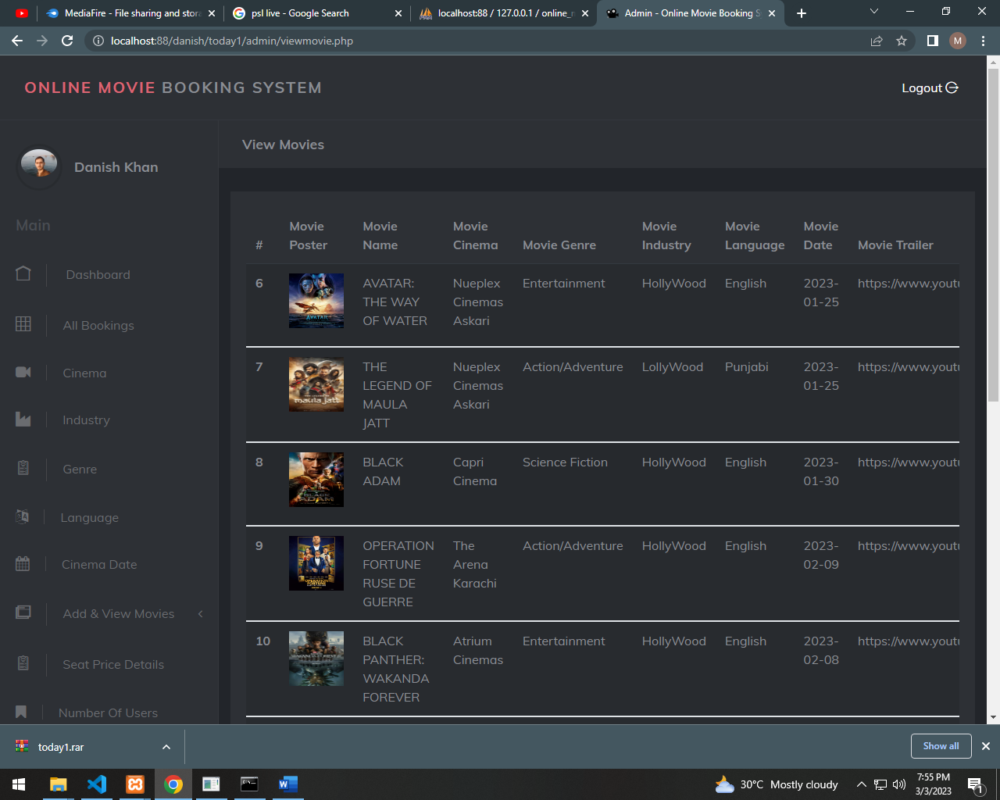 MediaFire - File sharing and stora
psl live - Google Search
localhost:88 / 127.0.0.1 / online_m
Admin - Online Movie Booking S
localhost:88/danish/today1/admin/viewmovie.php
M
ONLINE MOVIE BOOKING SYSTEM
Logout
Danish Khan
View Movies
Main
Dashboard
All Bookings
Cinema
Industry
Genre
Language
Cinema Date
Add & View Movies
Seat Price Details
Number Of Users
# Movie Poster Movie Name Movie Cinema Movie Genre Movie Industry Movie Language Movie Date Movie Trailer
6 AVATAR: THE WAY OF WATER Nueplex Cinemas Askari Entertainment HollyWood English 2023-01-25 https://www.youtu
7 THE LEGEND OF MAULA JATT Nueplex Cinemas Askari Action/Adventure LollyWood Punjabi 2023-01-25 https://www.youtu
8 BLACK ADAM Capri Cinema Science Fiction HollyWood English 2023-01-30 https://www.youtu
9 OPERATION FORTUNE RUSE DE GUERRE The Arena Karachi Action/Adventure HollyWood English 2023-02-09 https://www.youtu
10 BLACK PANTHER: WAKANDA FOREVER Atrium Cinemas Entertainment HollyWood English 2023-02-08 https://www.youtu
today1.rar
Show all
30°C Mostly cloudy
7:55 PM
3/3/2023
1